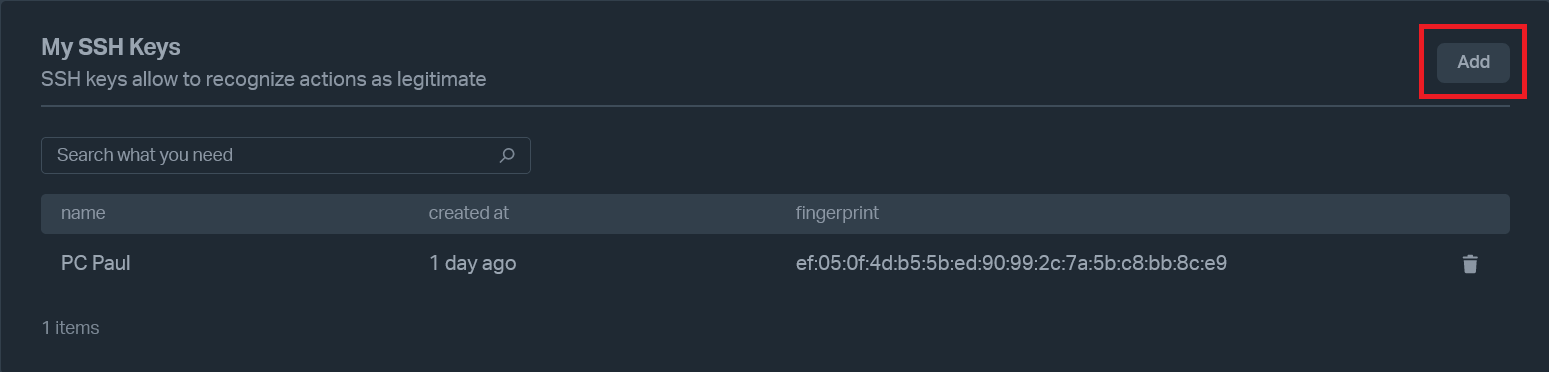 My SSH Keys
SSH keys allow to recognize actions as legitimate
Add
Search what you need
name created at fingerprint
PC Paul 1 day ago ef:05:0f:4d:b5:5b:ed:90:99:2c:7a:5b:c8:bb:8c:e9
1 items